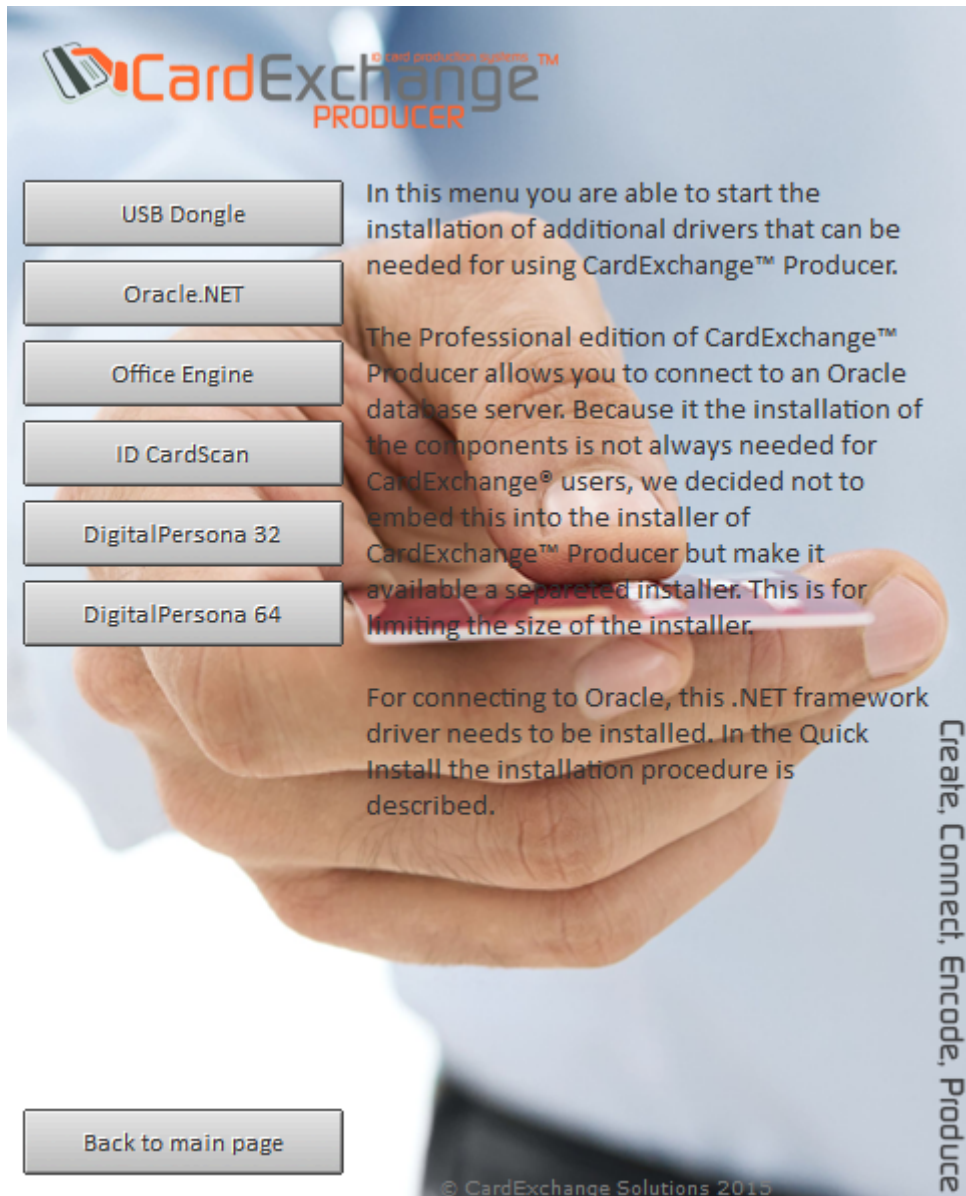 © card production systems TM
CardExchange
PRODUCER
USB Dongle
Oracle.NET
Office Engine
ID CardScan
DigitalPersona 32
DigitalPersona 64
In this menu you are able to start the
installation of additional drivers that can be
needed for using CardExchange™ Producer.
The Professional edition of CardExchange™
Producer allows you to connect to an Oracle
database server. Because it the installation of
the components is not always needed for
CardExchange® users, we decided not to
embed this into the installer of
CardExchange™ Producer but make it
available a separeted installer. This is for
limiting the size of the installer.
For connecting to Oracle, this .NET framework
driver needs to be installed. In the Quick
Install the installation procedure is
described.
Create, Connect, Encode, Produce
Back to main page
© CardExchange Solutions 2015